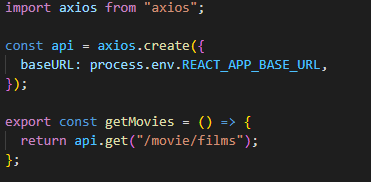 import axios from "axios";
const api = axios.create({
  baseURL: process.env.REACT_APP_BASE_URL,
});
export const getMovies = () => {
  return api.get("/movie/films");
};